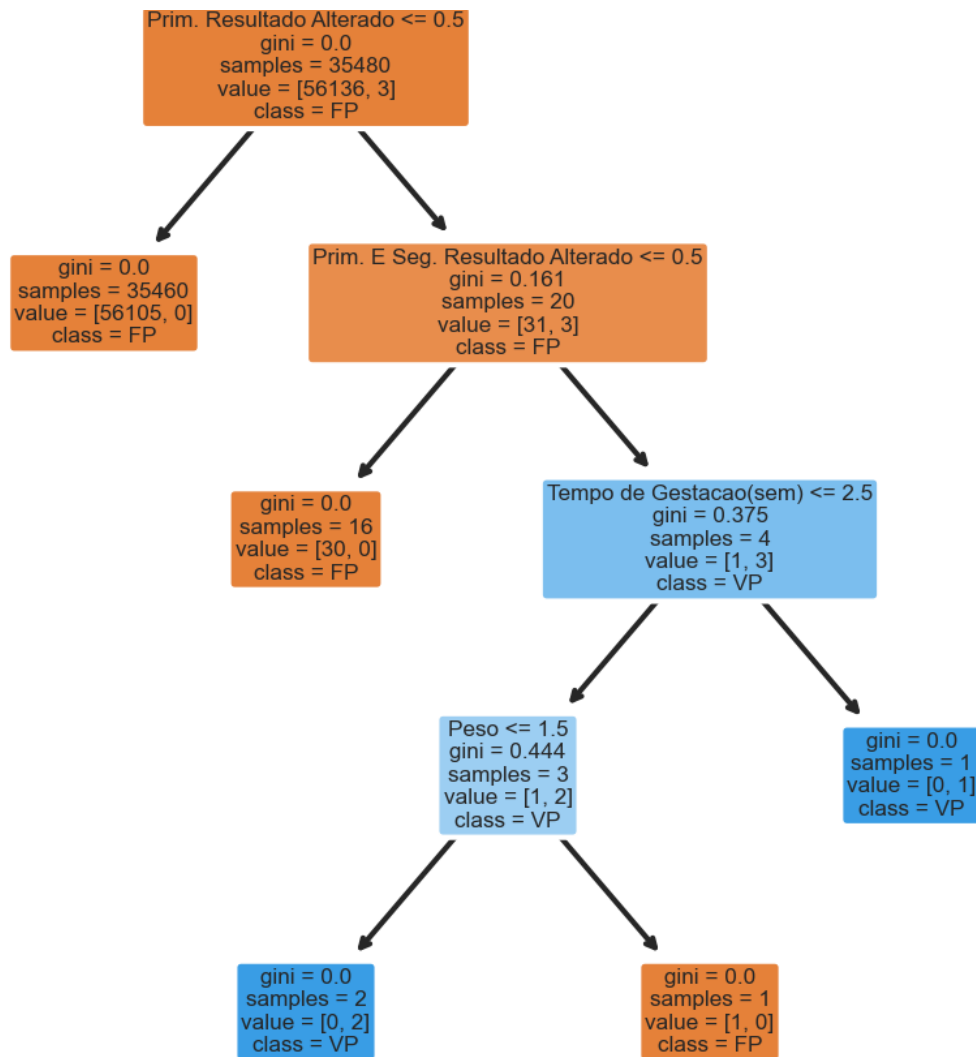 Prim. Resultado Alterado <= 0.5
gini = 0.0
samples = 35480
value = [56136, 3]
class = FP
gini = 0.0
samples = 35460
value = [56105, 0]
class = FP
Prim. E Seg. Resultado Alterado <= 0.5
gini = 0.161
samples = 20
value = [31, 3]
class = FP
gini = 0.0
samples = 16
value = [30, 0]
class = FP
Tempo de Gestacao(sem) <= 2.5
gini = 0.375
samples = 4
value = [1, 3]
class = VP
Peso <= 1.5
gini = 0.444
samples = 3
value = [1, 2]
class = VP
gini = 0.0
samples = 1
value = [0, 1]
class = VP
gini = 0.0
samples = 2
value = [0, 2]
class = VP
gini = 0.0
samples = 1
value = [1, 0]
class = FP